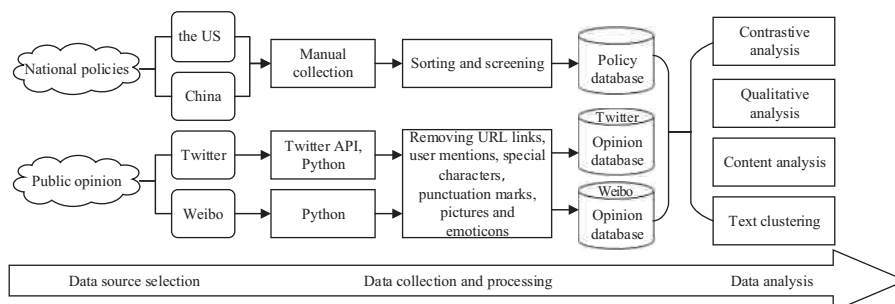 National policies
the US
China
Manual
collection
Sorting and screening
Policy
database
Public opinion
Twitter
Weibo
Twitter API,
Python
Python
Removing URL links,
user mentions, special
characters,
punctuation marks,
pictures and
emoticons
Twitter
Opinion
database
Weibo
Opinion
database
Contrastive
analysis
Qualitative
analysis
Content analysis
Text clustering
Data source selection
Data collection and processing
Data analysis